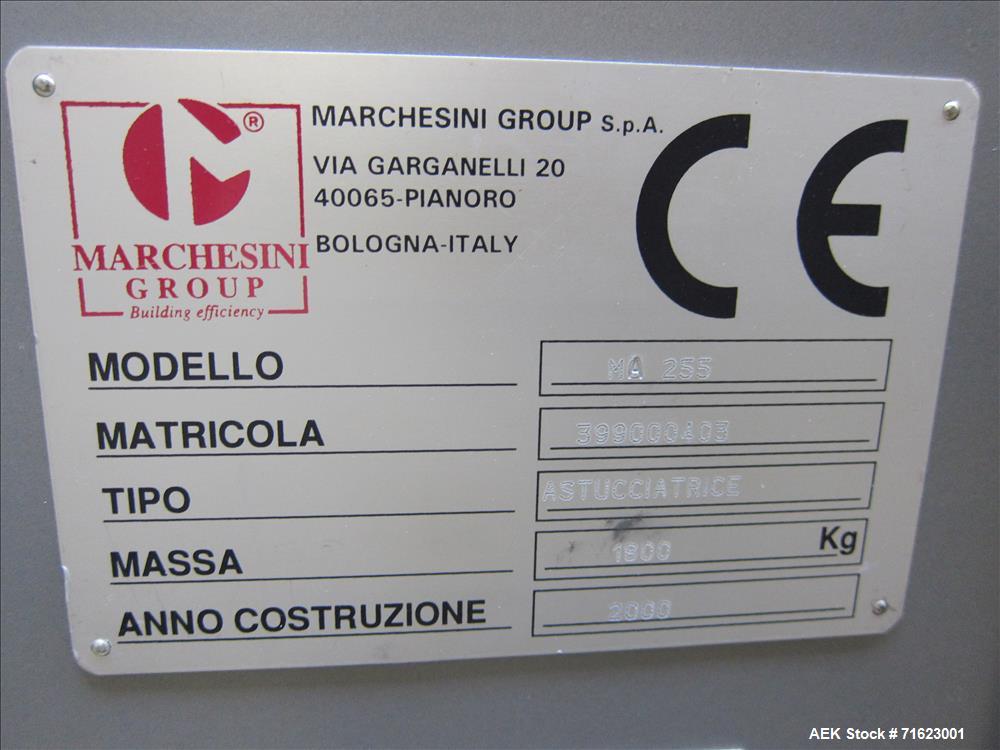 ®
MARCHESINI
GROUP
Building efficiency
MARCHESINI GROUP S.p.A.
VIA GARGANELLI 20
40065-PIANORO
BOLOGNA-ITALY
CE
MODELLO MA 255
MATRICOLA 399000403
TIPO ASTUCCIATRICE
MASSA 1800 Kg
ANNO COSTRUZIONE 2000
AEK Stock # 71623001